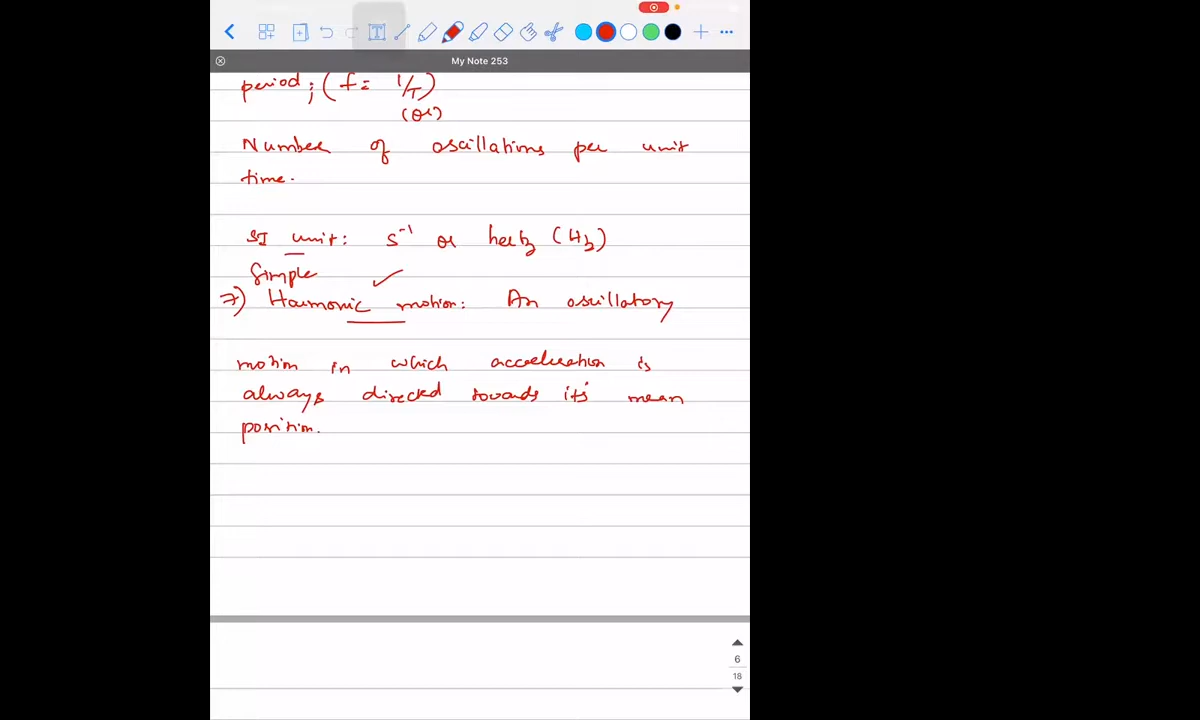 My Note 253
period; (f = 1/T)
(or)
Number of oscillations per unit
time.
SI unit: s⁻¹ or hertz (Hz)
Simple
7) Harmonic motion: An oscillatory
motion in which acceleration is
always directed towards it's mean
position.
6
18